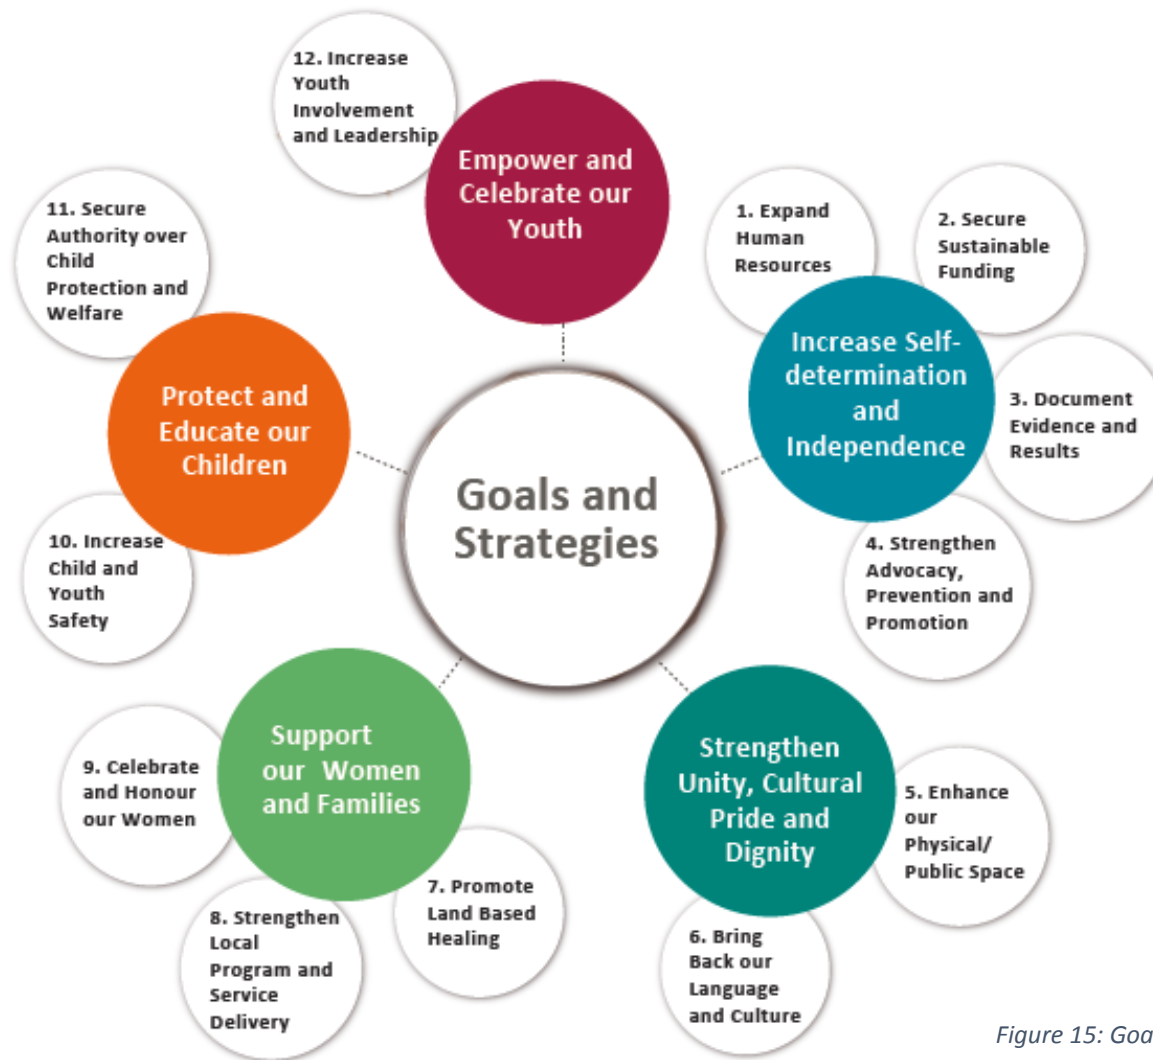 Goals and
Strategies
Empower and
Celebrate our
Youth
12. Increase
Youth
Involvement
and Leadership
Increase Self-
determination
and
Independence
1. Expand
Human
Resources
2. Secure
Sustainable
Funding
3. Document
Evidence and
Results
4. Strengthen
Advocacy,
Prevention and
Promotion
Strengthen
Unity, Cultural
Pride and
Dignity
5. Enhance
our
Physical/
Public Space
6. Bring
Back our
Language
and Culture
Support
our Women
and Families
7. Promote
Land Based
Healing
8. Strengthen
Local
Program and
Service
Delivery
9. Celebrate
and Honour
our Women
Protect and
Educate our
Children
10. Increase
Child and
Youth
Safety
11. Secure
Authority over
Child
Protection and
Welfare
Figure 15: Goa